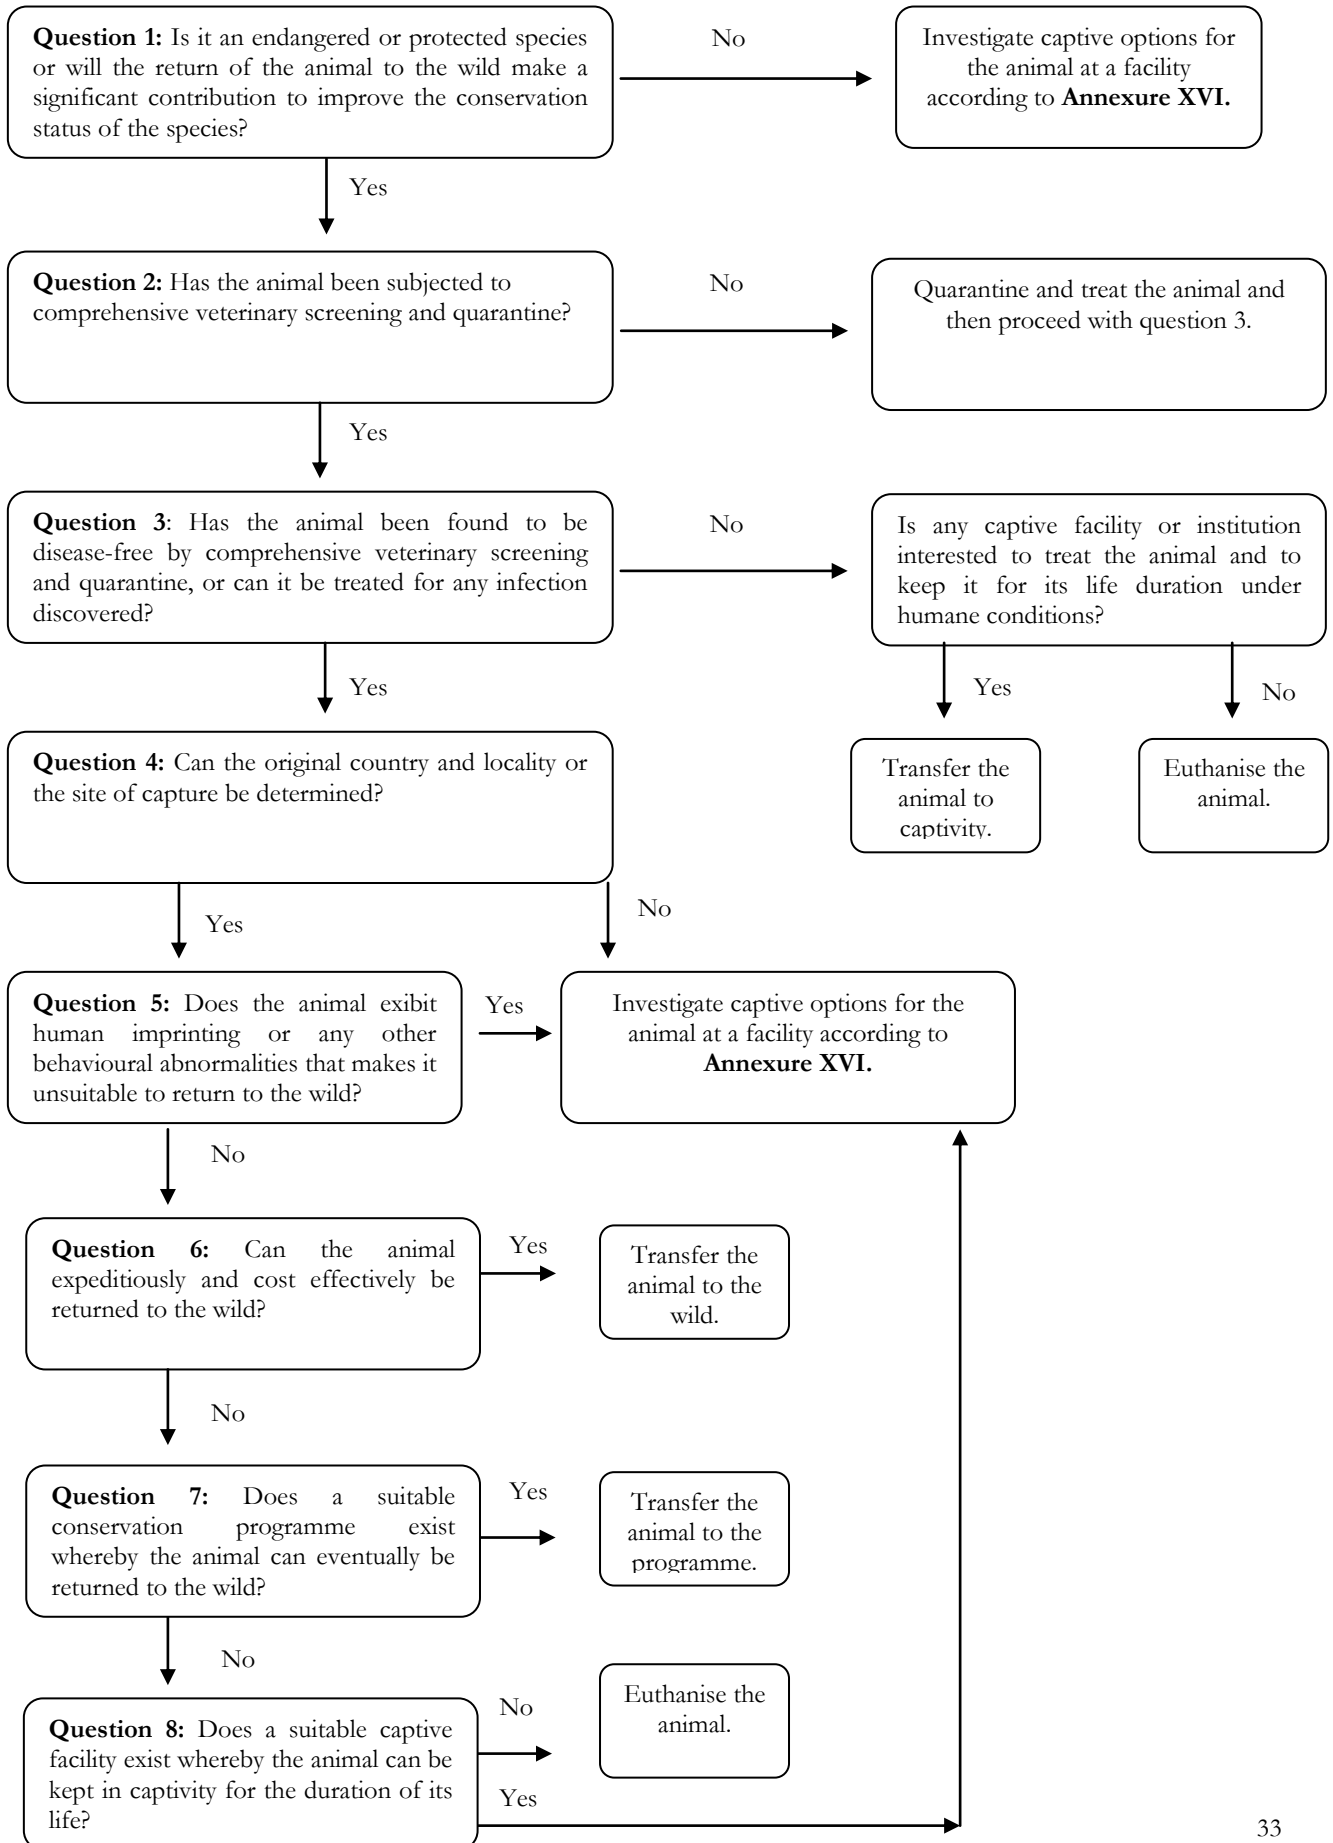 Question 1: Is it an endangered or protected species
or will the return of the animal to the wild make a
significant contribution to improve the conservation
status of the species?
No
Investigate captive options for
the animal at a facility
according to Annexure XVI.
Yes
Question 2: Has the animal been subjected to
comprehensive veterinary screening and quarantine?
No
Quarantine and treat the animal and
then proceed with question 3.
Yes
Question 3: Has the animal been found to be
disease-free by comprehensive veterinary screening
and quarantine, or can it be treated for any infection
discovered?
No
Is any captive facility or institution
interested to treat the animal and to
keep it for its life duration under
humane conditions?
Yes
Yes
No
Question 4: Can the original country and locality or
the site of capture be determined?
Transfer the
animal to
captivity.
Euthanise the
animal.
Yes
No
Question 5: Does the animal exibit
human imprinting or any other
behavioural abnormalities that makes it
unsuitable to return to the wild?
Yes
Investigate captive options for the
animal at a facility according to
Annexure XVI.
No
Question 6: Can the animal
expeditiously and cost effectively be
returned to the wild?
Yes
Transfer the
animal to the
wild.
No
Question 7: Does a suitable
conservation programme exist
whereby the animal can eventually be
returned to the wild?
Yes
Transfer the
animal to the
programme.
No
Question 8: Does a suitable captive
facility exist whereby the animal can be
kept in captivity for the duration of its
life?
No
Euthanise the
animal.
Yes
33